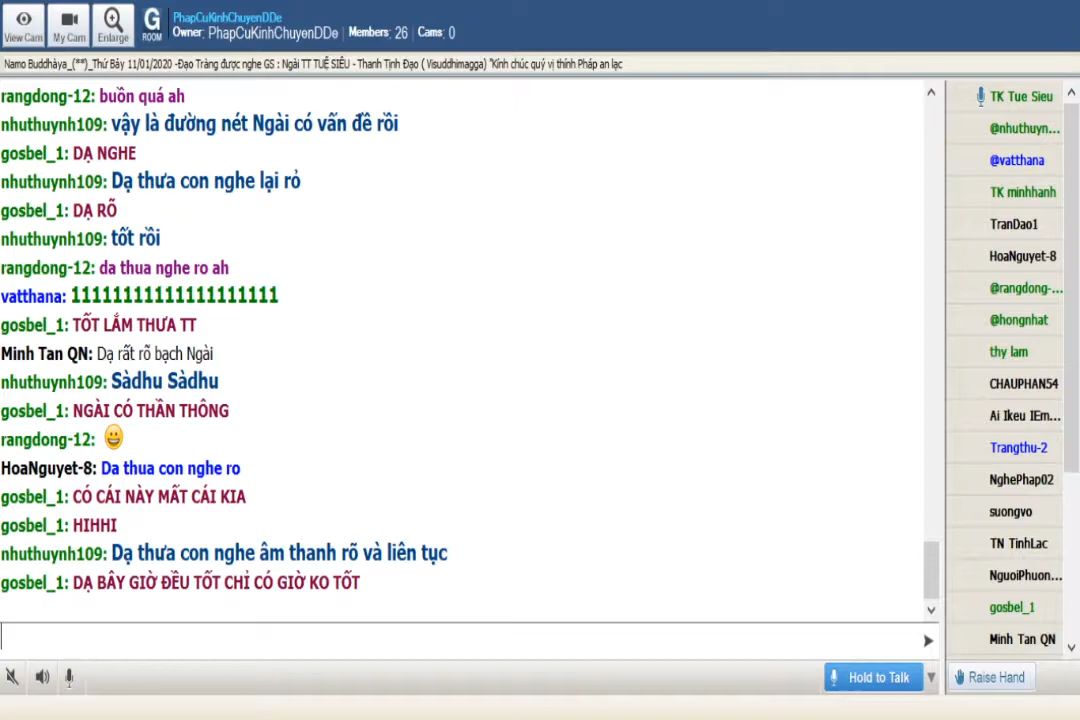 View Cam
My Cam
Enlarge
G
ROOM
PhapCuKinhChuyenDDe
Owner: PhapCuKinhChuyenDDe | Members: 26 | Cams: 0
Namo Buddhàya_(**)_Thứ Bảy 11/01/2020 -Đạo Tràng được nghe GS : Ngài TT TUỆ SIÊU - Thanh Tịnh Đạo ( Visuddhimagga) "Kính chúc quý vị thính Pháp an lạc
rangdong-12: buồn quá ah
nhuthuynh109: vậy là đường nét Ngài có vấn đề rồi
gosbel_1: DẠ NGHE
nhuthuynh109: Dạ thưa con nghe lại rỏ
gosbel_1: DẠ RÕ
nhuthuynh109: tốt rồi
rangdong-12: da thua nghe ro ah
vatthana: 11111111111111111111
gosbel_1: TỐT LẮM THƯA TT
Minh Tan QN: Dạ rất rõ bạch Ngài
nhuthuynh109: Sàdhu Sàdhu
gosbel_1: NGÀI CÓ THẦN THÔNG
rangdong-12:
HoaNguyet-8: Da thua con nghe ro
gosbel_1: CÓ CÁI NÀY MẤT CÁI KIA
gosbel_1: HIHHI
nhuthuynh109: Dạ thưa con nghe âm thanh rõ và liên tục
gosbel_1: DẠ BÂY GIỜ ĐỀU TỐT CHỈ CÓ GIỜ KO TỐT
TK Tue Sieu
@nhuthuyn...
@vatthana
TK minhhanh
TranDao1
HoaNguyet-8
@rangdong-...
@hongnhat
thy lam
CHAUPHAN54
Ai Ikeu IEm...
Trangthu-2
NghePhap02
suongvo
TN TinhLac
NguoiPhuon...
gosbel_1
Minh Tan QN
Hold to Talk
Raise Hand